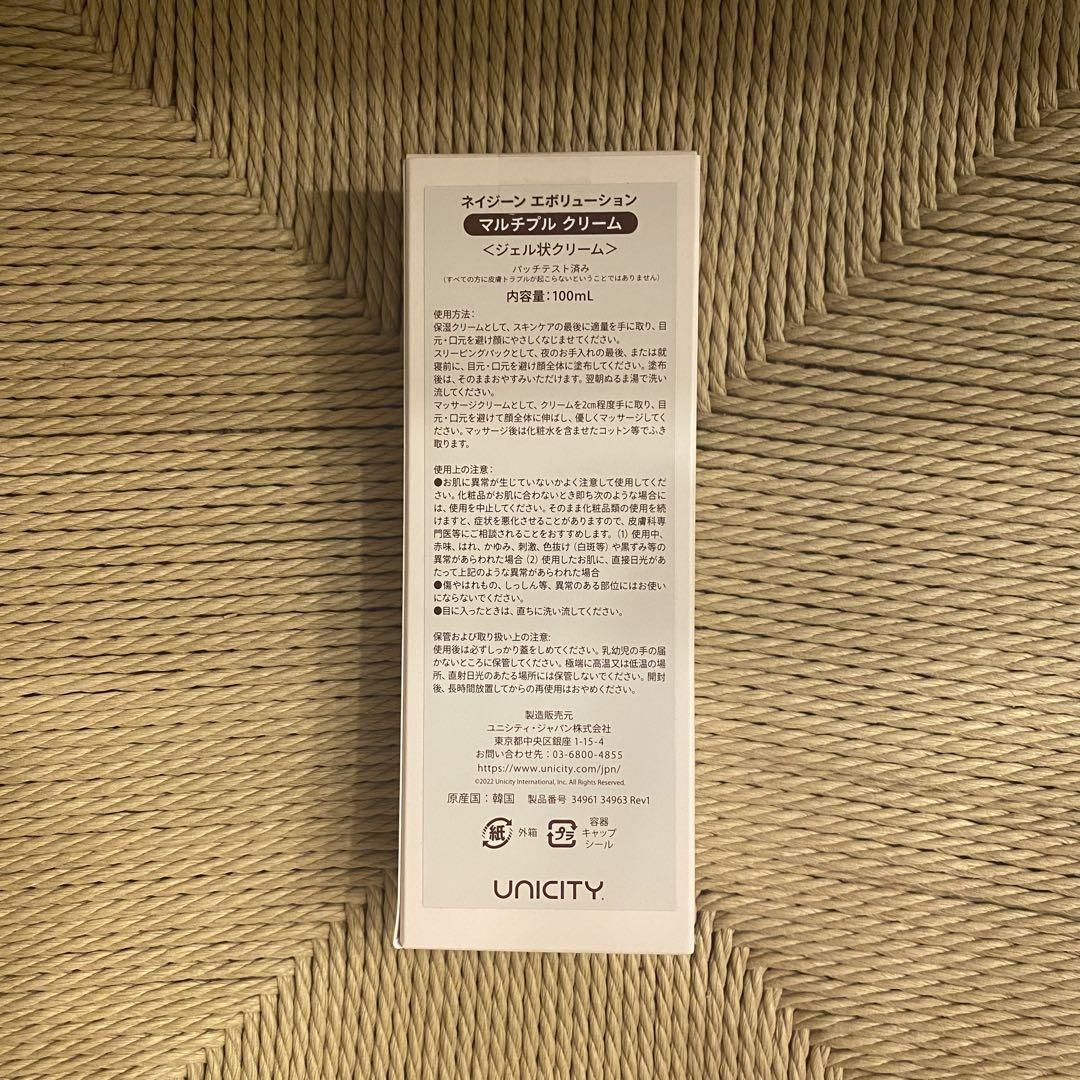 ネイジーン エボリューション
マルチプル クリーム
＜ジェル状クリーム＞
パッチテスト済み
（すべての方に皮膚トラブルが起こらないということではありません）
内容量：100mL
使用方法：
保湿クリームとして、スキンケアの最後に適量を手に取り、目
元・口元を避け顔にやさしくなじませてください。
スリーピングパックとして、夜のお手入れの最後、または就
寝前に、目元・口元を避け顔全体に塗布してください。塗布
後は、そのままおやすみいただけます。翌朝ぬるま湯で洗い
流してください。
マッサージクリームとして、クリームを2㎝程度手に取り、目
元・口元を避けて顔全体に伸ばし、優しくマッサージしてく
ださい。マッサージ後は化粧水を含ませたコットン等でふき
取ります。
使用上の注意：
●お肌に異常が生じていないかよく注意して使用してくだ
さい。化粧品がお肌に合わないとき即ち次のような場合に
は、使用を中止してください。そのまま化粧品類の使用を続
けますと、症状を悪化させることがありますので、皮膚科専
門医等にご相談されることをおすすめします。（1）使用中、
赤味、はれ、かゆみ、刺激、色抜け（白斑等）や黒ずみ等の
異常があらわれた場合（2）使用したお肌に、直接日光があ
たって上記のような異常があらわれた場合
●傷やはれもの、しっしん等、異常のある部位にはお使い
にならないでください。
●目に入ったときは、直ちに洗い流してください。
保管および取り扱い上の注意:
使用後は必ずしっかり蓋をしめてください。乳幼児の手の届
かないところに保管してください。極端に高温又は低温の場
所、直射日光のあたる場所には保管しないでください。開封
後、長時間放置してからの再使用はおやめください。
製造販売元
ユニシティ・ジャパン株式会社
東京都中央区銀座 1-15-4
お問い合わせ先：03-6800-4855
https://www.unicity.com/jpn/
©2022 Unicity International, Inc. All Rights Reserved.
原産国：韓国 製品番号 34961 34963 Rev1
紙 外箱 プラ 容器
キャップ
シール
UNICITY.